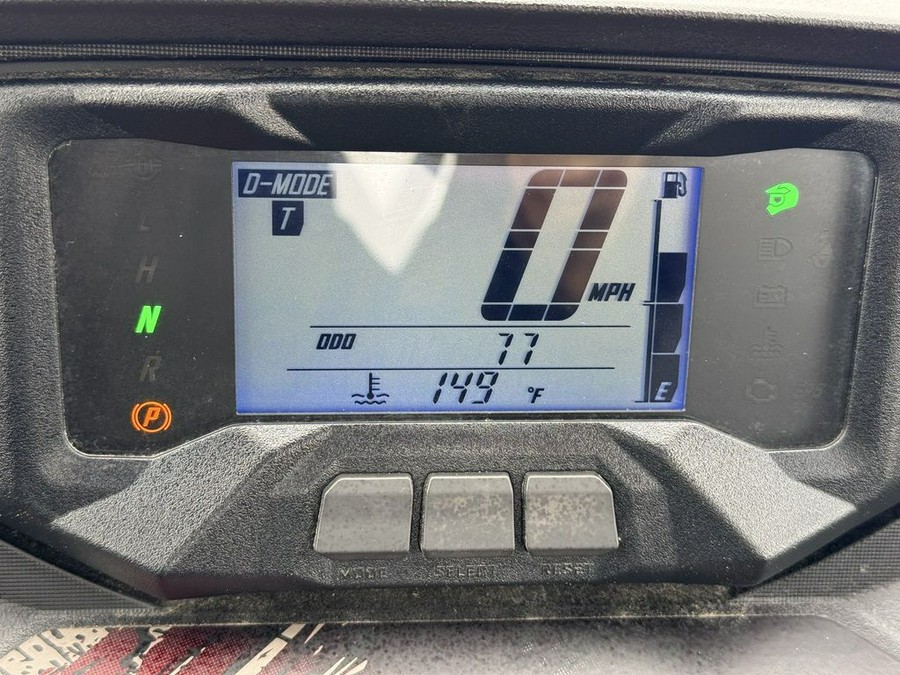 D-MODE
T
0
MPH
ODO 77
149 °F
E
L
H
N
R
P
MODE SELECT RESET